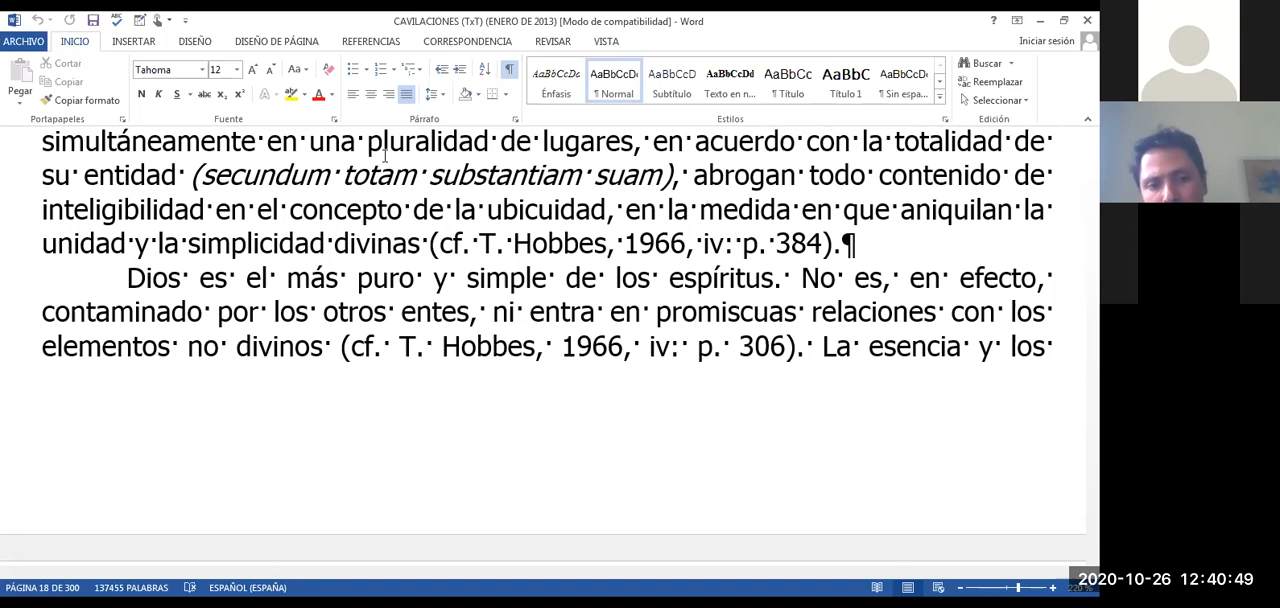 CAVILACIONES (TxT) (ENERO DE 2013) [Modo de compatibilidad] - Word
ARCHIVO INICIO INSERTAR DISEÑO DISEÑO DE PÁGINA REFERENCIAS CORRESPONDENCIA REVISAR VISTA Iniciar sesión
Pegar
Cortar
Copiar
Copiar formato
Portapapeles
Tahoma 12
N K S abc x₂ x²
Fuente
Párrafo
AaBbCcDc AaBbCcDc AaBbCcD AaBbCcDd AaBbCc AaBbC AaBbCcDc
Énfasis ¶ Normal Subtítulo Texto en n... ¶ Título Título 1 ¶ Sin espa...
Estilos
Buscar
Reemplazar
Seleccionar
Edición
simultáneamente·en·una·pluralidad·de·lugares,·en·acuerdo·con·la·totalidad·de·
su·entidad·(secundum·totam·substantiam·suam),·abrogan·todo·contenido·de·
inteligibilidad·en·el·concepto·de·la·ubicuidad,·en·la·medida·en·que·aniquilan·la·
unidad·y·la·simplicidad·divinas·(cf.·T.·Hobbes,·1966,·iv:·p.·384).¶
Dios·es·el·más·puro·y·simple·de·los·espíritus.·No·es,·en·efecto,·
contaminado·por·los·otros·entes,·ni·entra·en·promiscuas·relaciones·con·los·
elementos·no·divinos·(cf.·T.·Hobbes,·1966,·iv:·p.·306).·La·esencia·y·los·
PÁGINA 18 DE 300 137455 PALABRAS ESPAÑOL (ESPAÑA) 220 %
2020-10-26 12:40:49